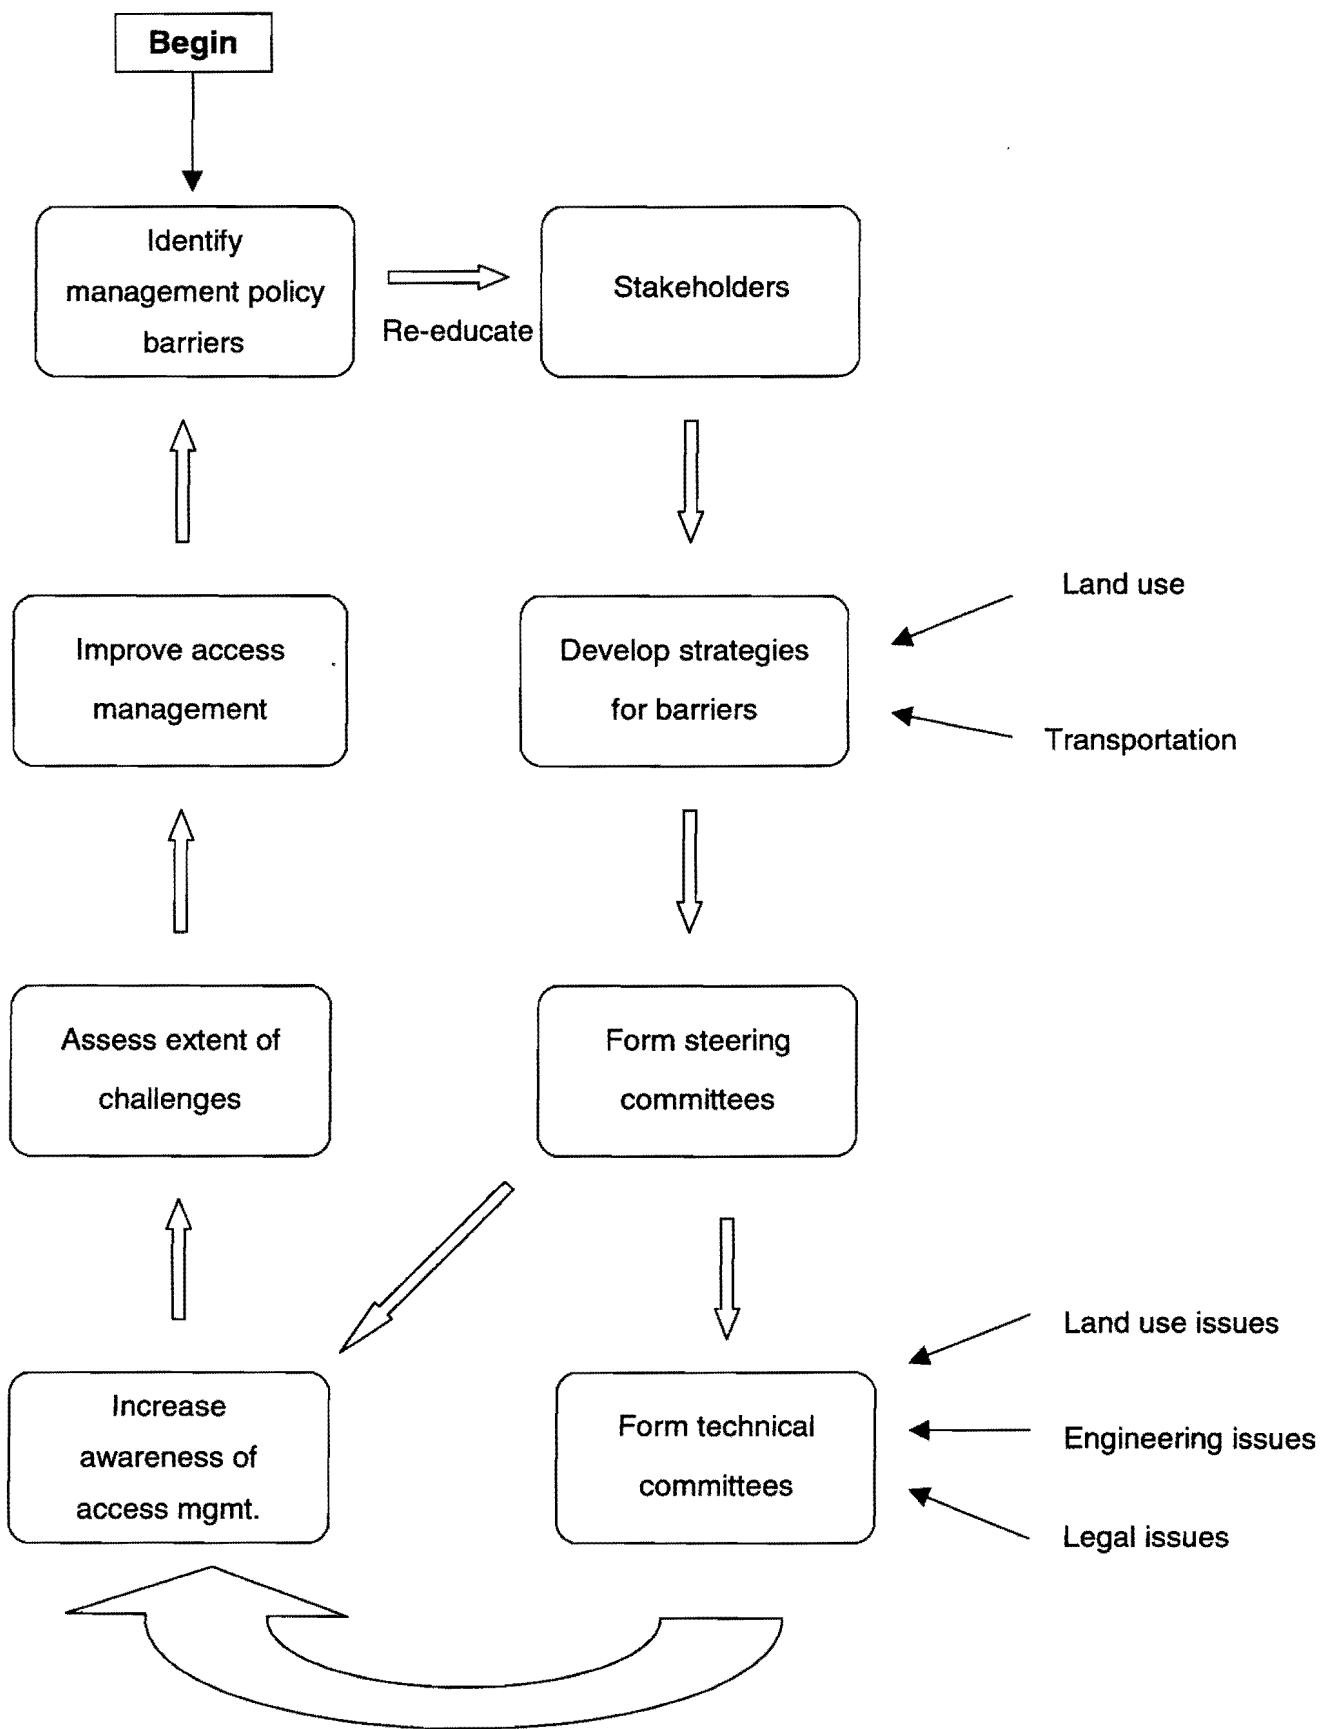 Begin
Identify
management policy
barriers
Re-educate
Stakeholders
Improve access
management
Develop strategies
for barriers
Land use
Transportation
Assess extent of
challenges
Form steering
committees
Increase
awareness of
access mgmt.
Form technical
committees
Land use issues
Engineering issues
Legal issues